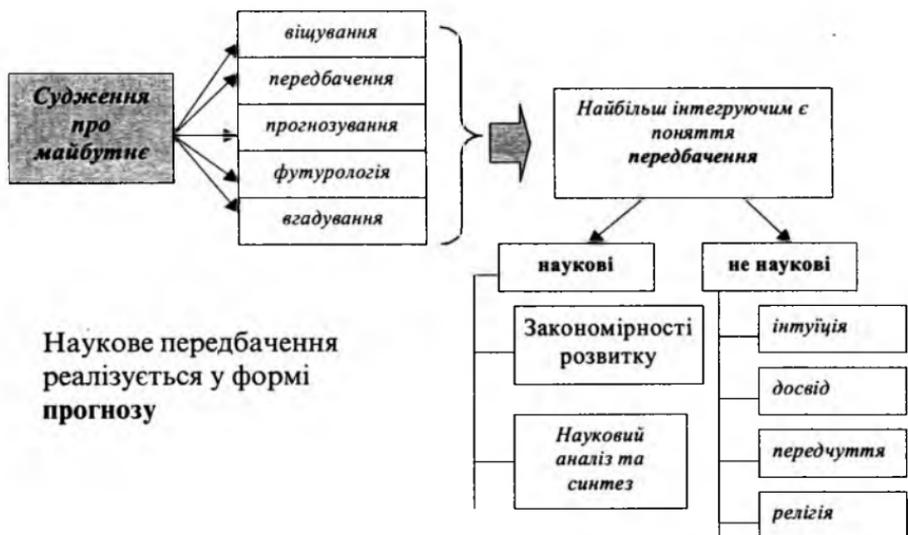 Судження
про
майбутнє
віщування
передбачення
прогнозування
футурологія
вгадування
Найбільш інтегруючим є
поняття
передбачення
наукові
не наукові
Закономірності
розвитку
Науковий
аналіз та
синтез
інтуїція
досвід
передчуття
релігія
Наукове передбачення
реалізується у формі
прогнозу